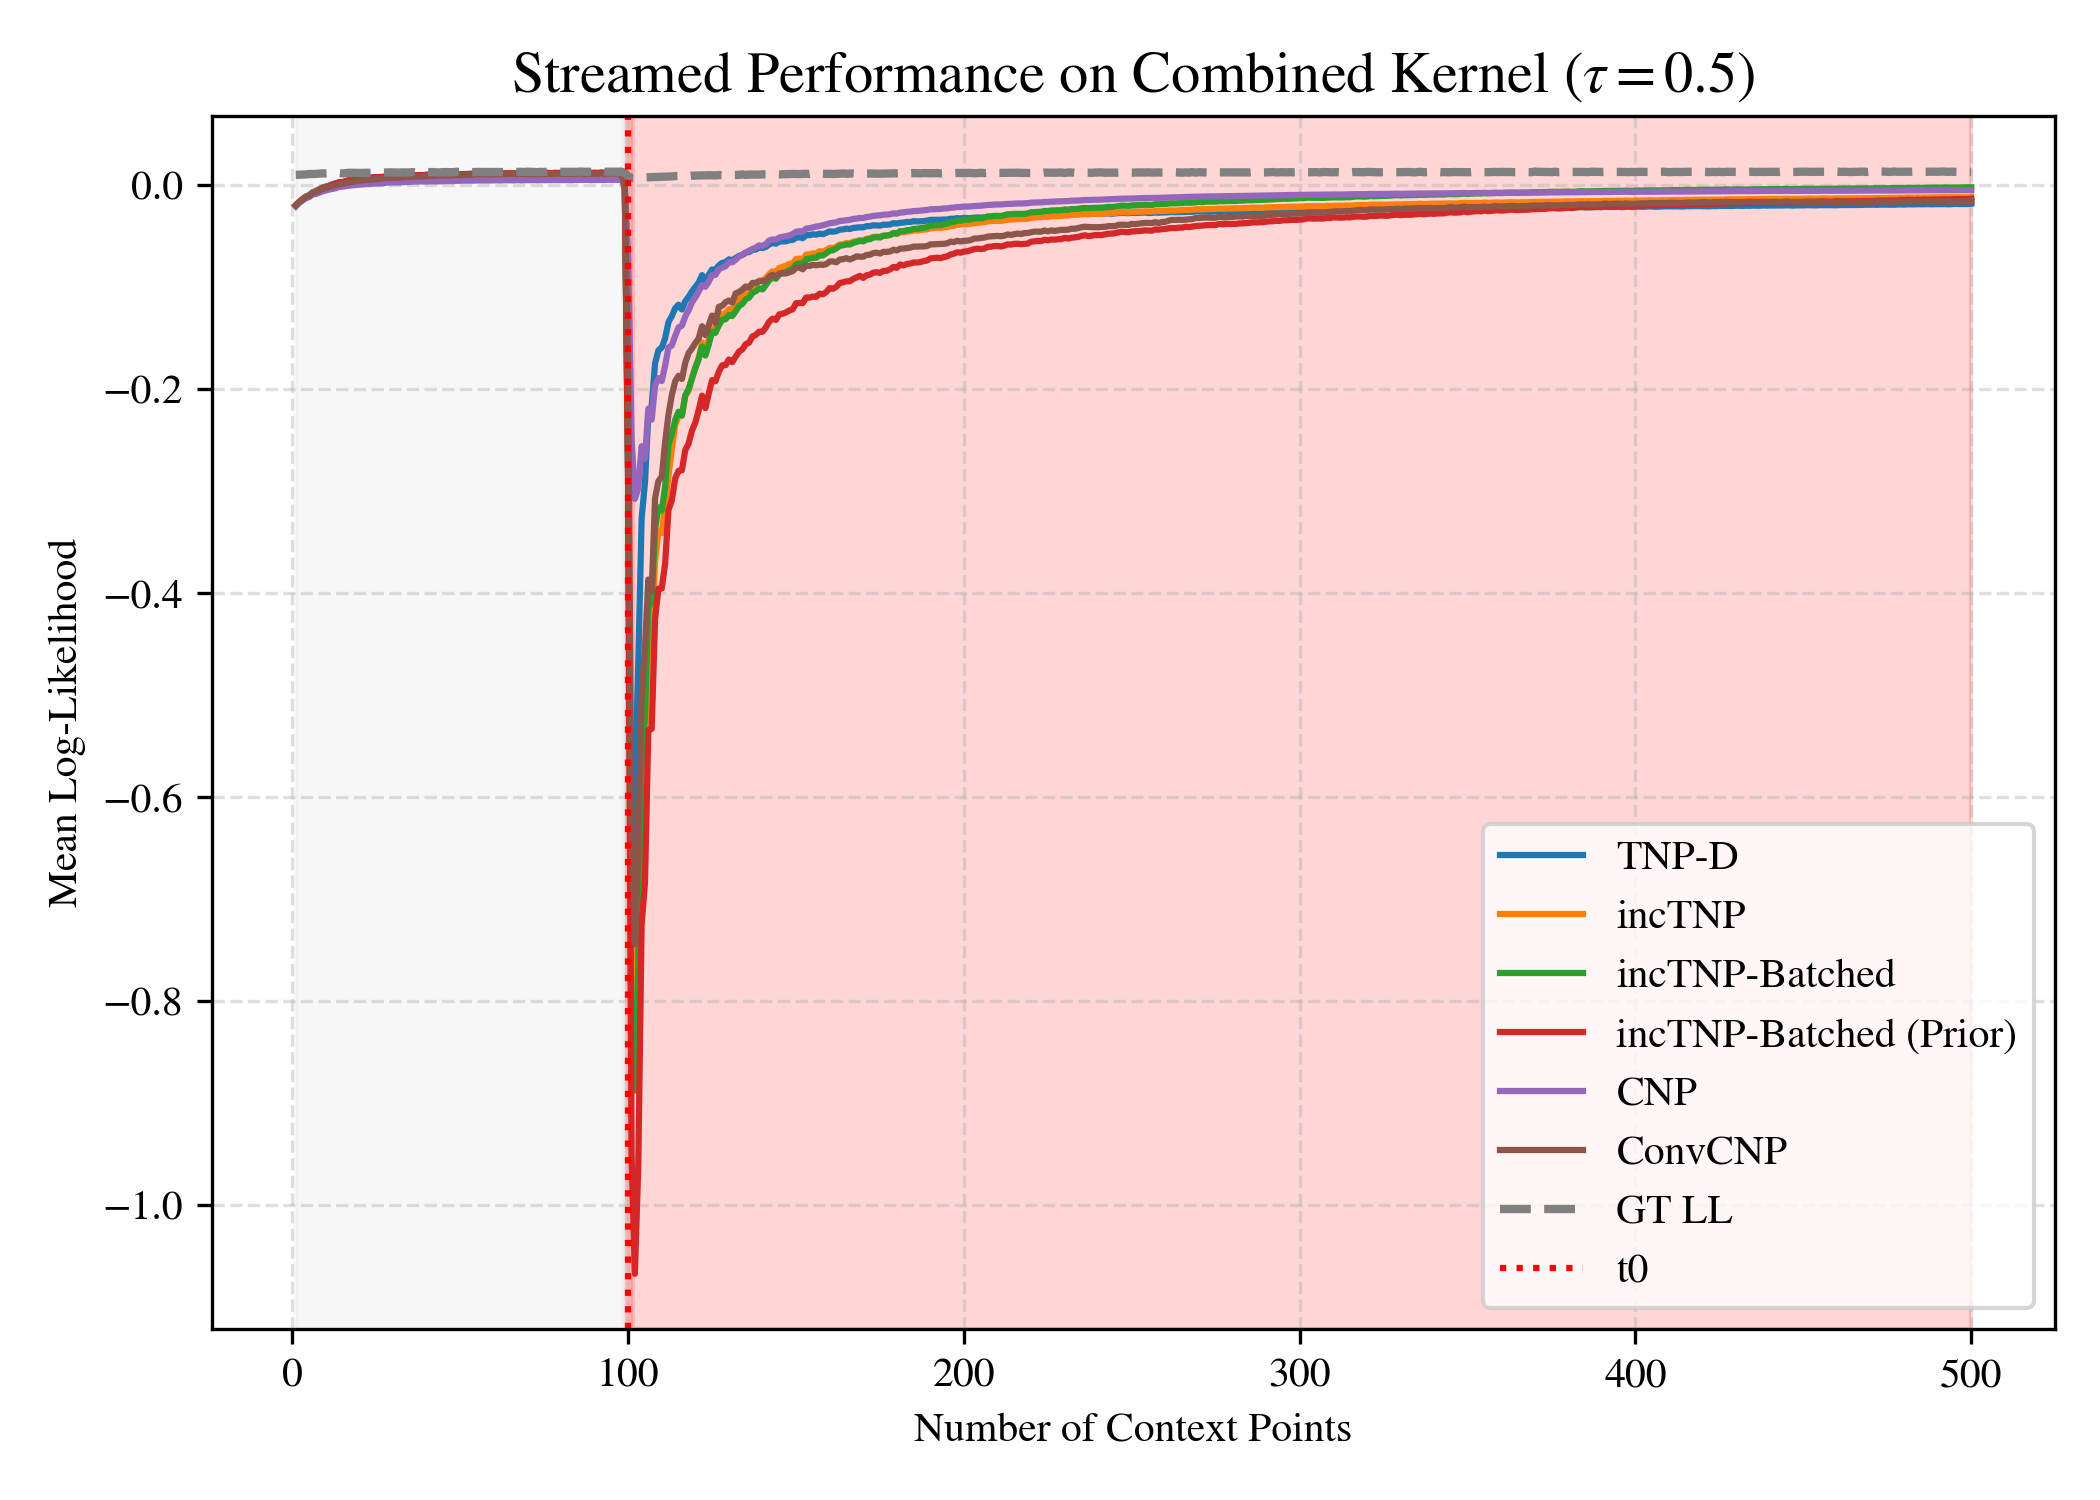 Streamed Performance on Combined Kernel (τ = 0.5)
Mean Log-Likelihood
0.0
−0.2
−0.4
−0.6
−0.8
−1.0
TNP-D
incTNP
incTNP-Batched
incTNP-Batched (Prior)
CNP
ConvCNP
GT LL
t0
0 100 200 300 400 500
Number of Context Points